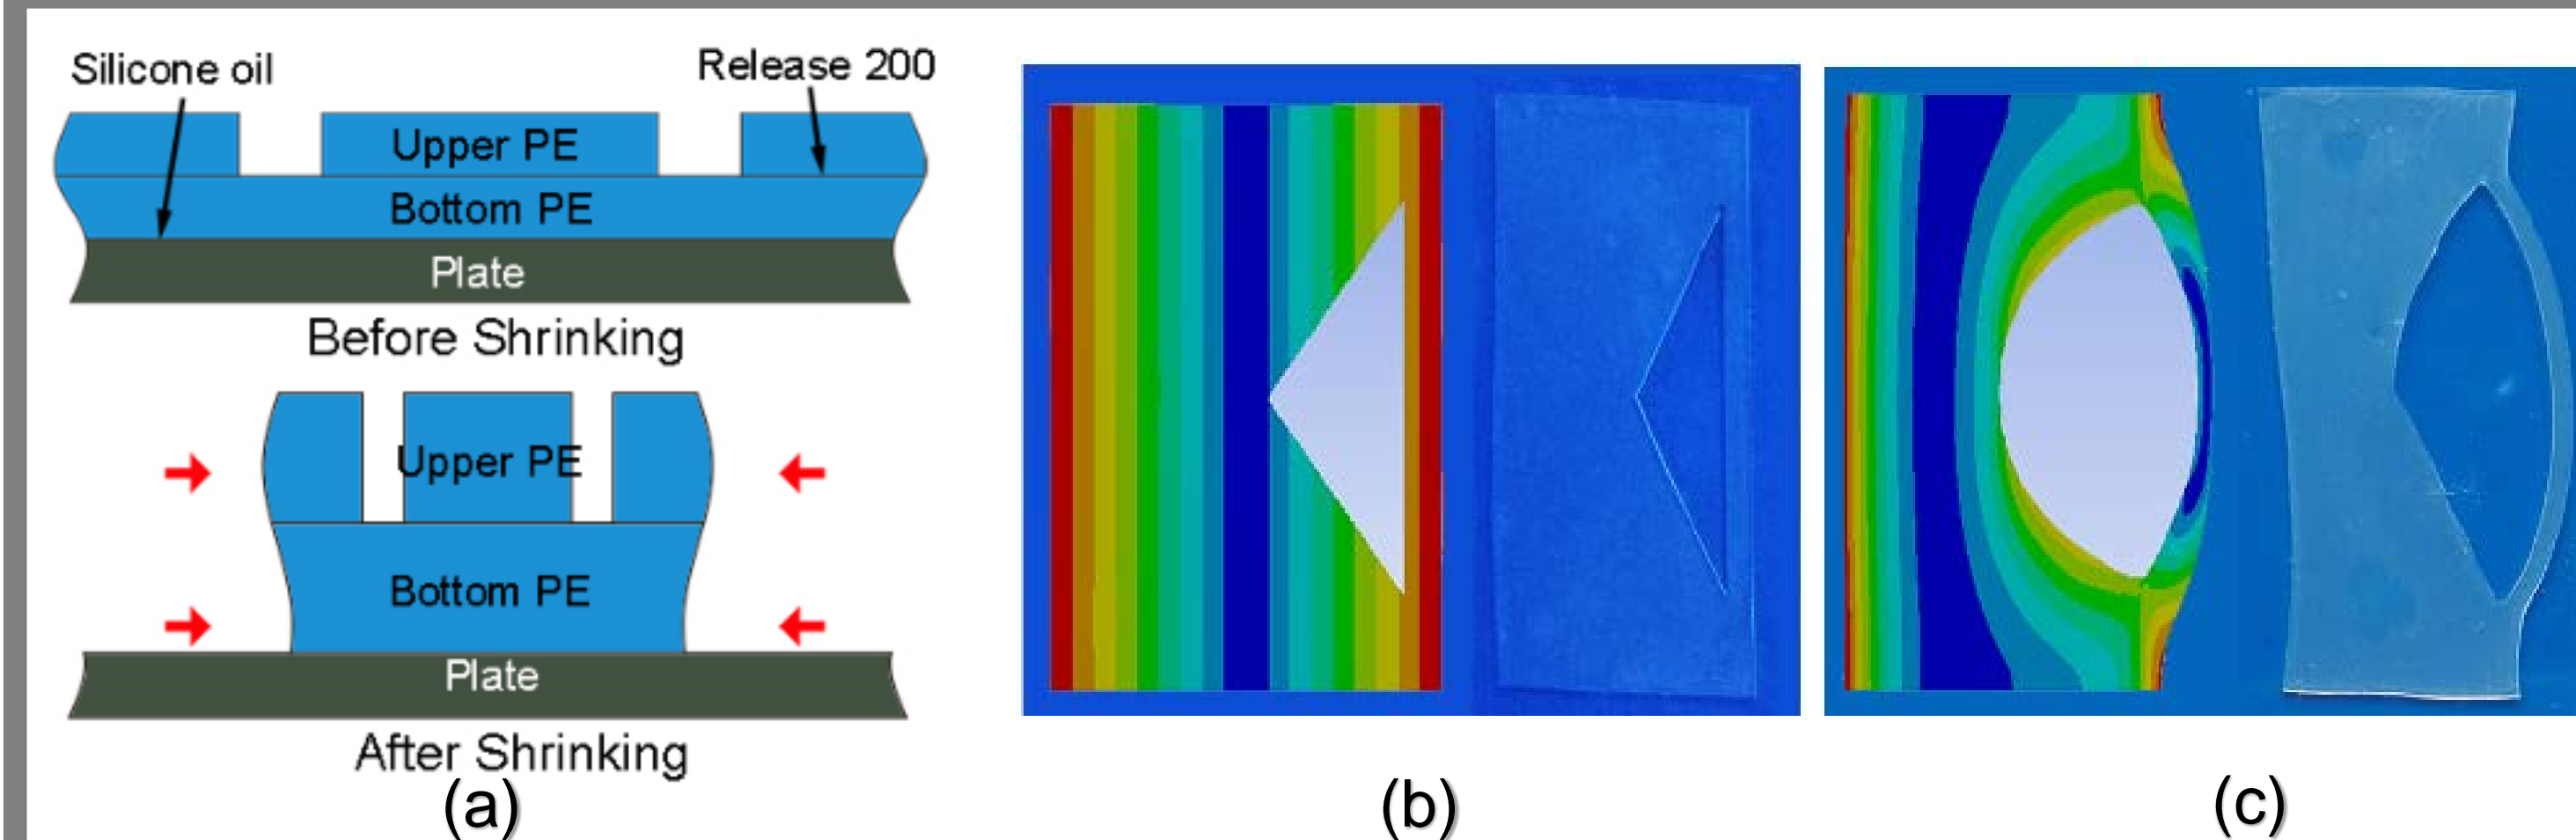 Silicone oil
Release 200
Upper PE
Bottom PE
Plate
Before Shrinking
Upper PE
Bottom PE
Plate
After Shrinking
(a)
(b)
(c)